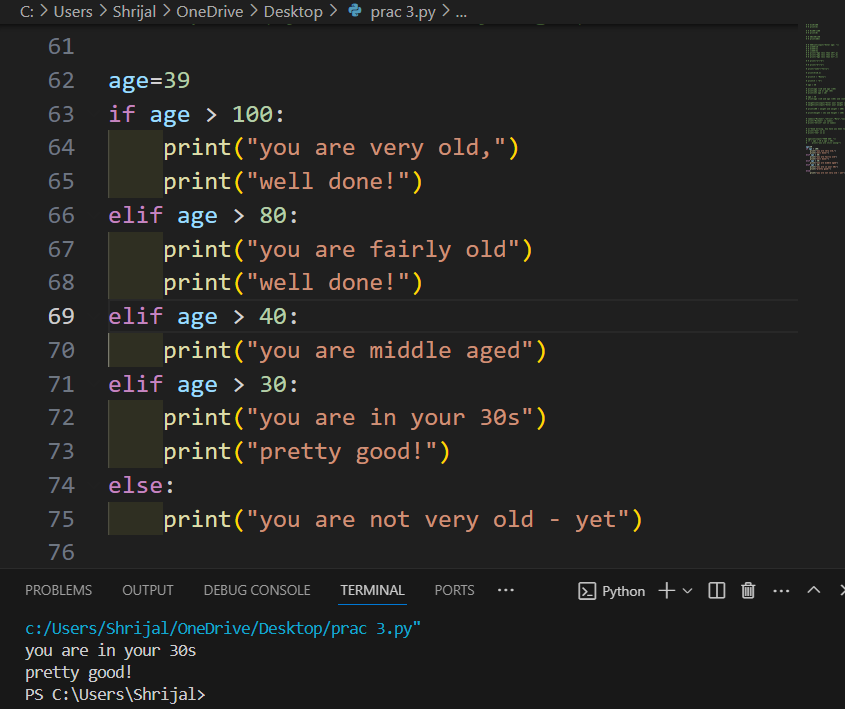 C: > Users > Shrijal > OneDrive > Desktop > prac 3.py > ...
61
62 age=39
63 if age > 100:
64     print("you are very old,")
65     print("well done!")
66 elif age > 80:
67     print("you are fairly old")
68     print("well done!")
69 elif age > 40:
70     print("you are middle aged")
71 elif age > 30:
72     print("you are in your 30s")
73     print("pretty good!")
74 else:
75     print("you are not very old - yet")
76
PROBLEMS OUTPUT DEBUG CONSOLE TERMINAL PORTS ... Python
c:/Users/Shrijal/OneDrive/Desktop/prac 3.py"
you are in your 30s
pretty good!
PS C:\Users\Shrijal>